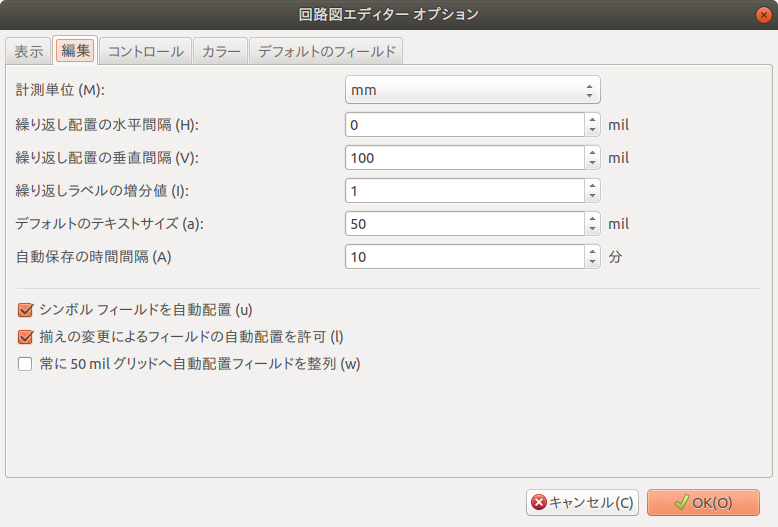 回路図エディター オプション
表示 編集 コントロール カラー デフォルトのフィールド
計測単位 (M): mm
繰り返し配置の水平間隔 (H): 0 mil
繰り返し配置の垂直間隔 (V): 100 mil
繰り返しラベルの増分値 (I): 1
デフォルトのテキストサイズ (a): 50 mil
自動保存の時間間隔 (A) 10 分
シンボル フィールドを自動配置 (u)
揃えの変更によるフィールドの自動配置を許可 (l)
常に 50 mil グリッドへ自動配置フィールドを整列 (w)
キャンセル(C) OK(O)